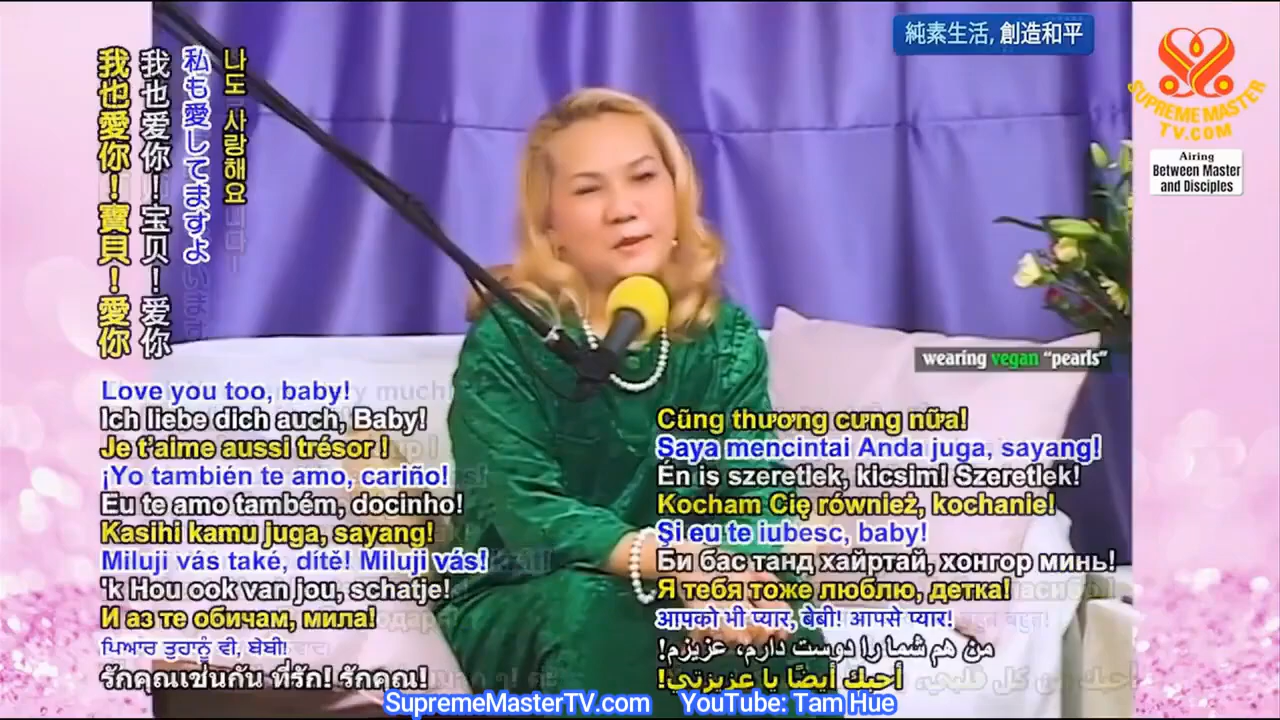 純素生活, 創造和平
SUPREME MASTER
TV.COM
Airing
Between Master
and Disciples
나도 사랑해요
私も愛してますよ
我也爱你！宝贝！爱你
我也愛你！寶貝！愛你
wearing vegan “pearls”
Love you too, baby!
Ich liebe dich auch, Baby!
Je t’aime aussi trésor !
¡Yo también te amo, cariño!
Eu te amo também, docinho!
Kasihi kamu juga, sayang!
Miluji vás také, dítě! Miluji vás!
'k Hou ook van jou, schatje!
И аз те обичам, мила!
ਪਿਆਰ ਤੁਹਾਨੂੰ ਵੀ, ਬੇਬੀ!
รักคุณเช่นกัน ที่รัก! รักคุณ!
Cũng thương cưng nữa!
Saya mencintai Anda juga, sayang!
Én is szeretlek, kicsim! Szeretlek!
Kocham Cię również, kochanie!
Și eu te iubesc, baby!
Би бас танд хайртай, хонгор минь!
Я тебя тоже люблю, детка!
आपको भी प्यार, बेबी! आपसे प्यार!
من هم شما را دوست دارم، عزیزم!
أحبك أيضًا يا عزيزتي!
SupremeMasterTV.com YouTube: Tam Hue